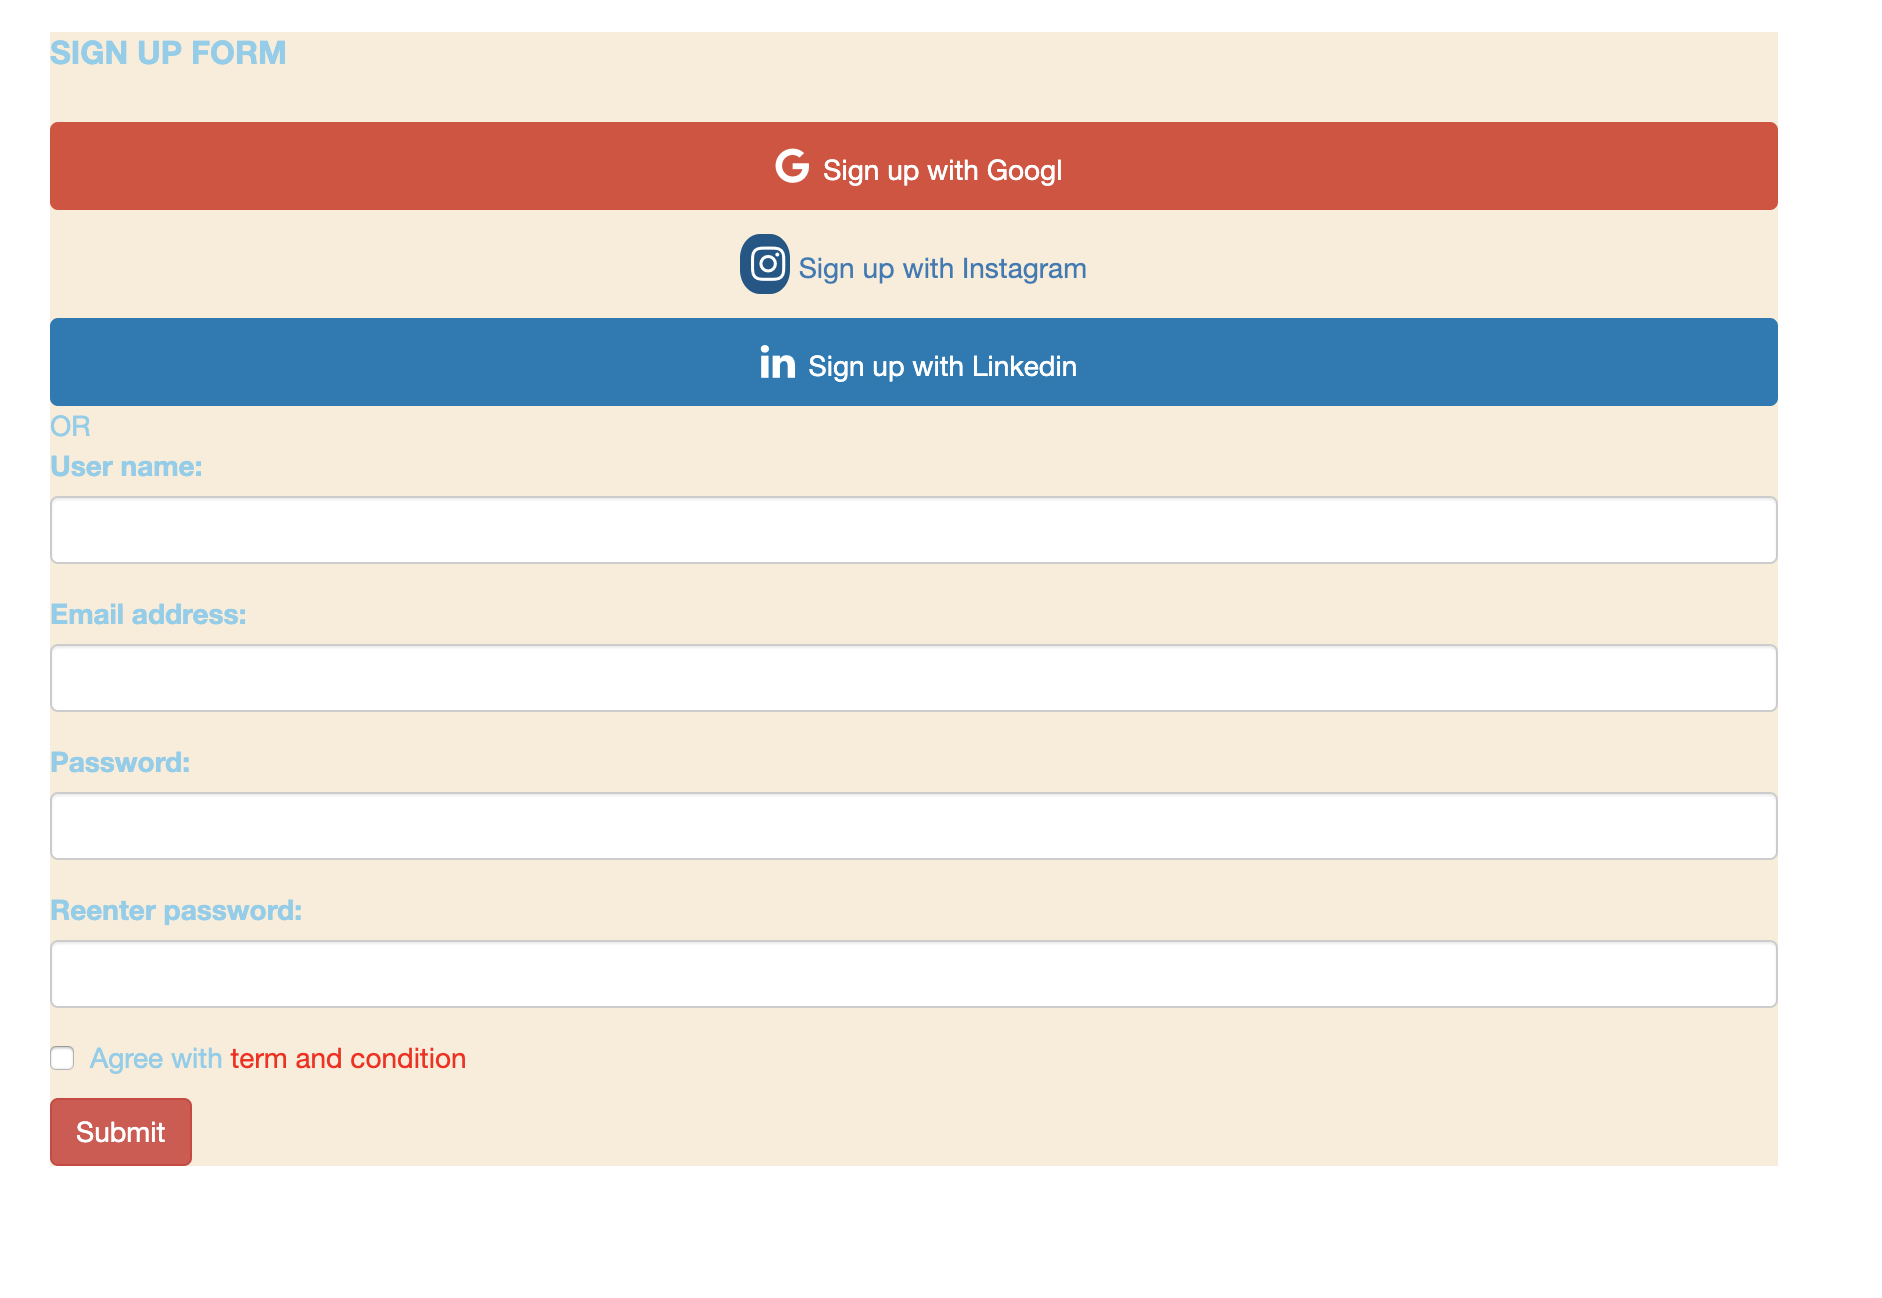 SIGN UP FORM
Sign up with Googl
Sign up with Instagram
in Sign up with Linkedin
OR
User name:
Email address:
Password:
Reenter password:
Agree with term and condition
Submit